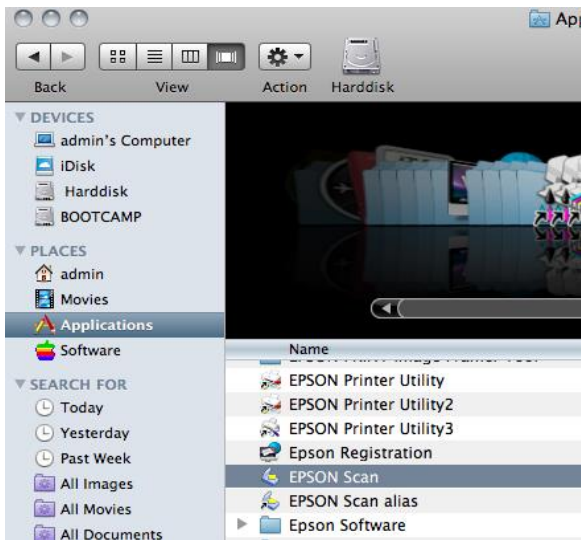 App
Back View Action Harddisk
DEVICES
admin's Computer
iDisk
Harddisk
BOOTCAMP
PLACES
admin
Movies
Applications
Software
SEARCH FOR
Today
Yesterday
Past Week
All Images
All Movies
All Documents
Name
EPSON Printer Utility
EPSON Printer Utility2
EPSON Printer Utility3
Epson Registration
EPSON Scan
EPSON Scan alias
Epson Software